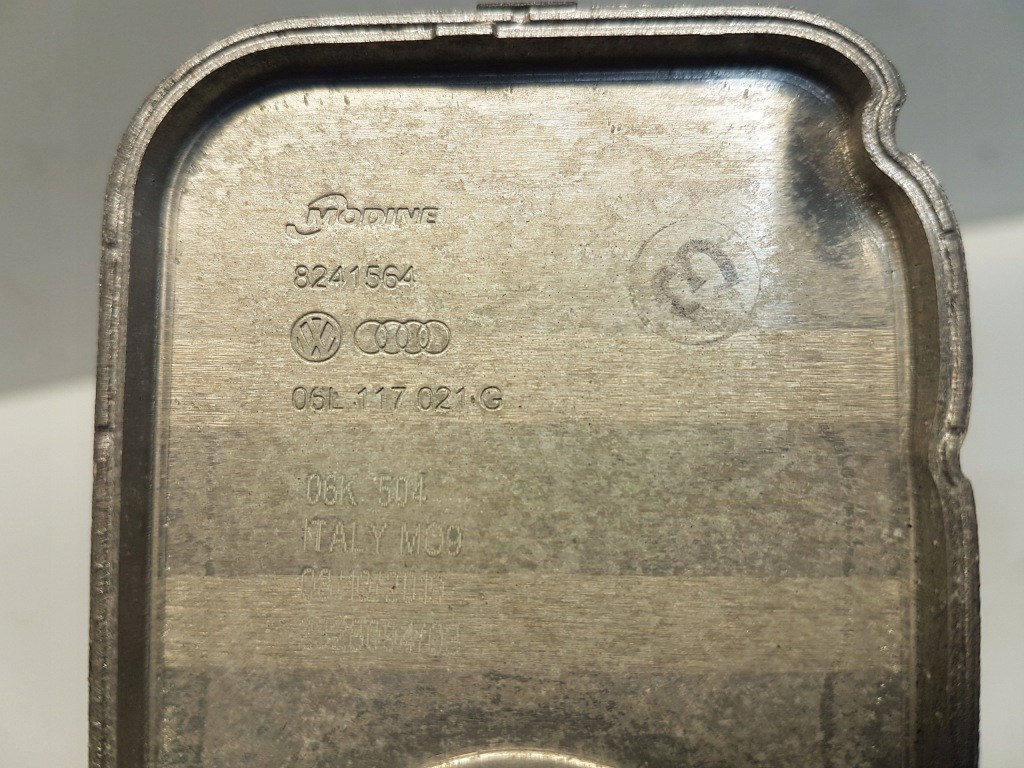 MODINE
8241564
06L 117 021 G
06K 504
ITALY M09